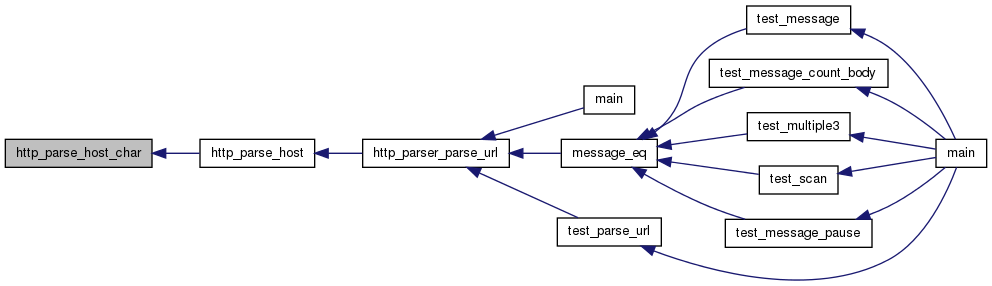 http_parse_host_char
http_parse_host
http_parser_parse_url
main
message_eq
test_parse_url
test_message
test_message_count_body
test_multiple3
test_scan
test_message_pause
main